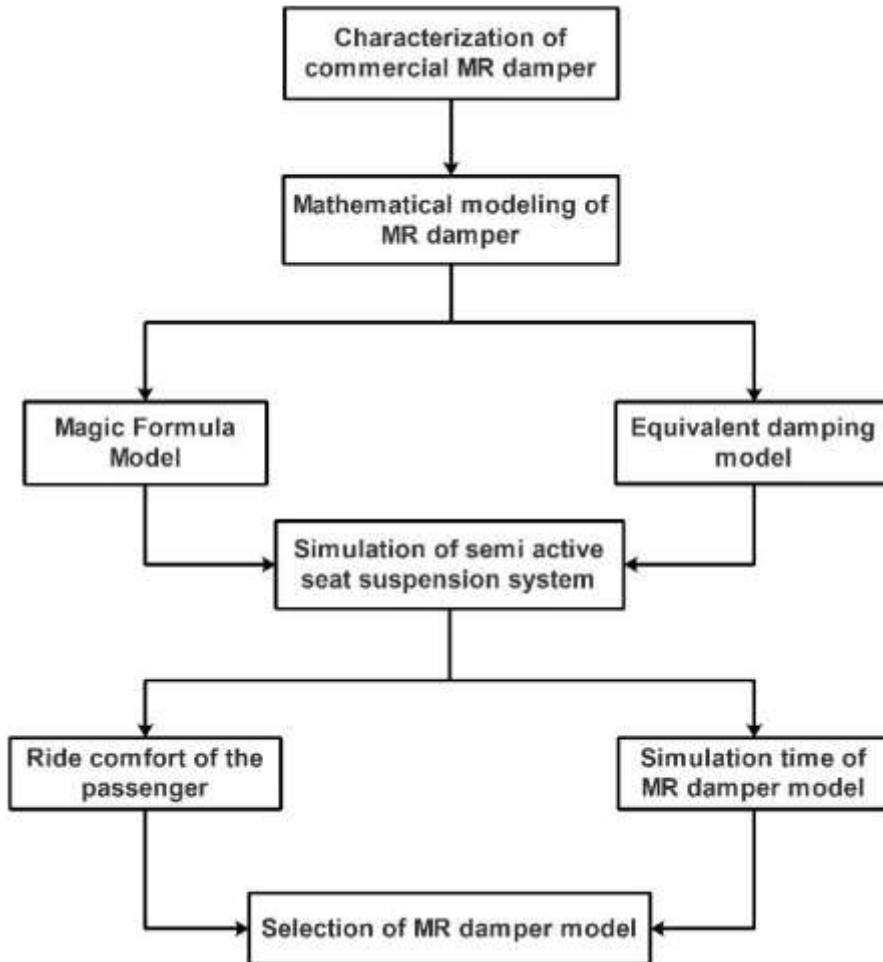 Characterization of
commercial MR damper
Mathematical modeling of
MR damper
Magic Formula
Model
Equivalent damping
model
Simulation of semi active
seat suspension system
Ride comfort of the
passenger
Simulation time of
MR damper model
Selection of MR damper model